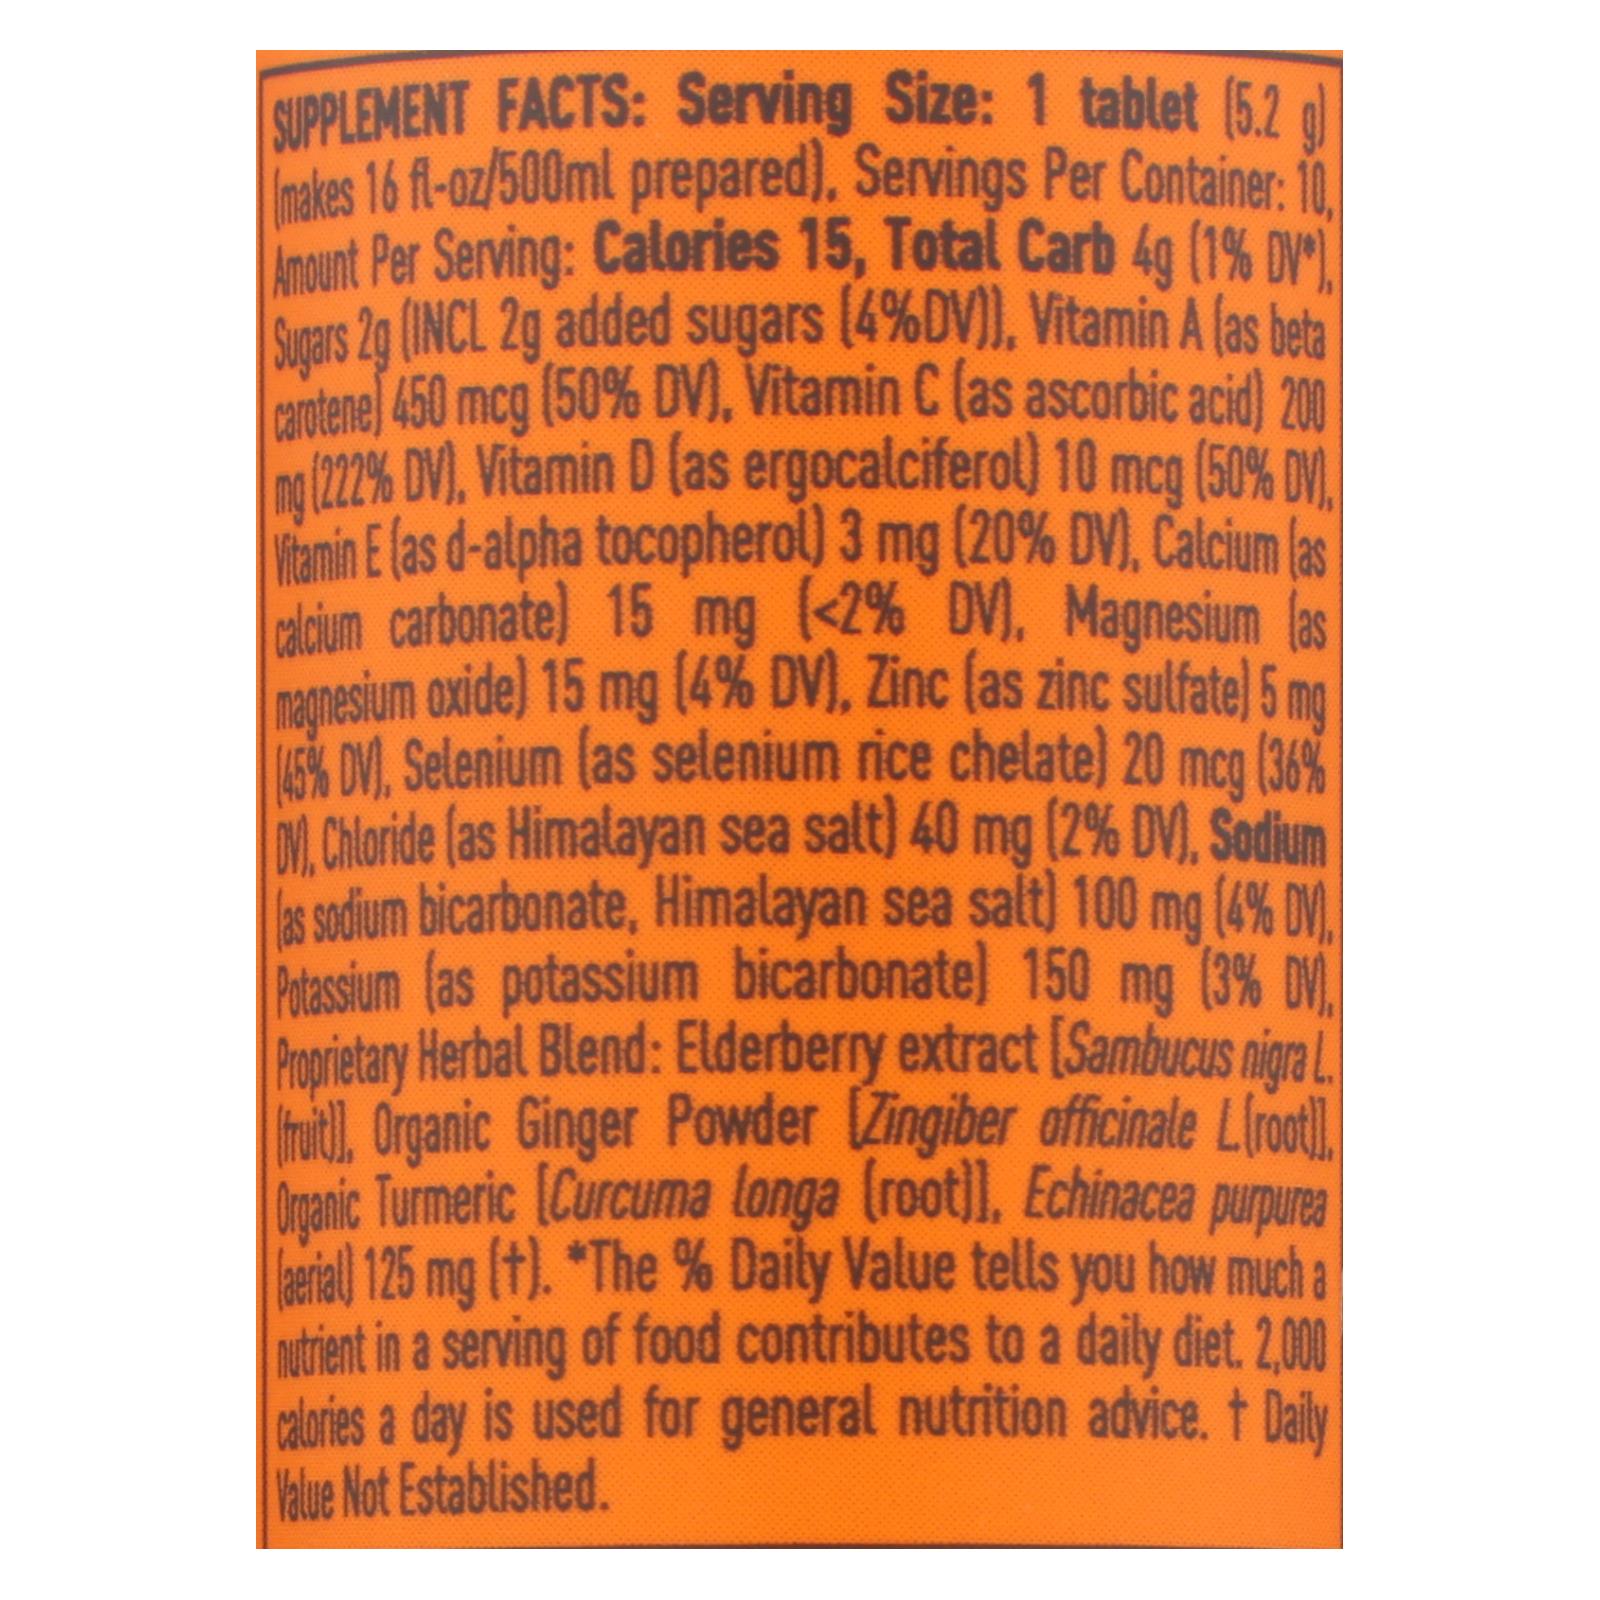 SUPPLEMENT FACTS: Serving Size: 1 tablet (5.2 g)
(makes 16 fl-oz/500ml prepared), Servings Per Container: 10,
Amount Per Serving: Calories 15, Total Carb 4g (1% DV*),
Sugars 2g (INCL 2g added sugars (4%DV)), Vitamin A (as beta
carotene) 450 mcg (50% DV), Vitamin C (as ascorbic acid) 200
mg (222% DV), Vitamin D (as ergocalciferol) 10 mcg (50% DV),
Vitamin E (as d-alpha tocopherol) 3 mg (20% DV), Calcium (as
calcium carbonate) 15 mg (<2% DV), Magnesium (as
magnesium oxide) 15 mg (4% DV), Zinc (as zinc sulfate) 5 mg
(45% DV), Selenium (as selenium rice chelate) 20 mcg (36%
DV), Chloride (as Himalayan sea salt) 40 mg (2% DV), Sodium
(as sodium bicarbonate, Himalayan sea salt) 100 mg (4% DV),
Potassium (as potassium bicarbonate) 150 mg (3% DV),
Proprietary Herbal Blend: Elderberry extract [Sambucus nigra L.
(fruit)], Organic Ginger Powder [Zingiber officinale L.(root)],
Organic Turmeric [Curcuma longa (root)], Echinacea purpurea
(aerial) 125 mg (†). *The % Daily Value tells you how much a
nutrient in a serving of food contributes to a daily diet. 2,000
calories a day is used for general nutrition advice. † Daily
Value Not Established.